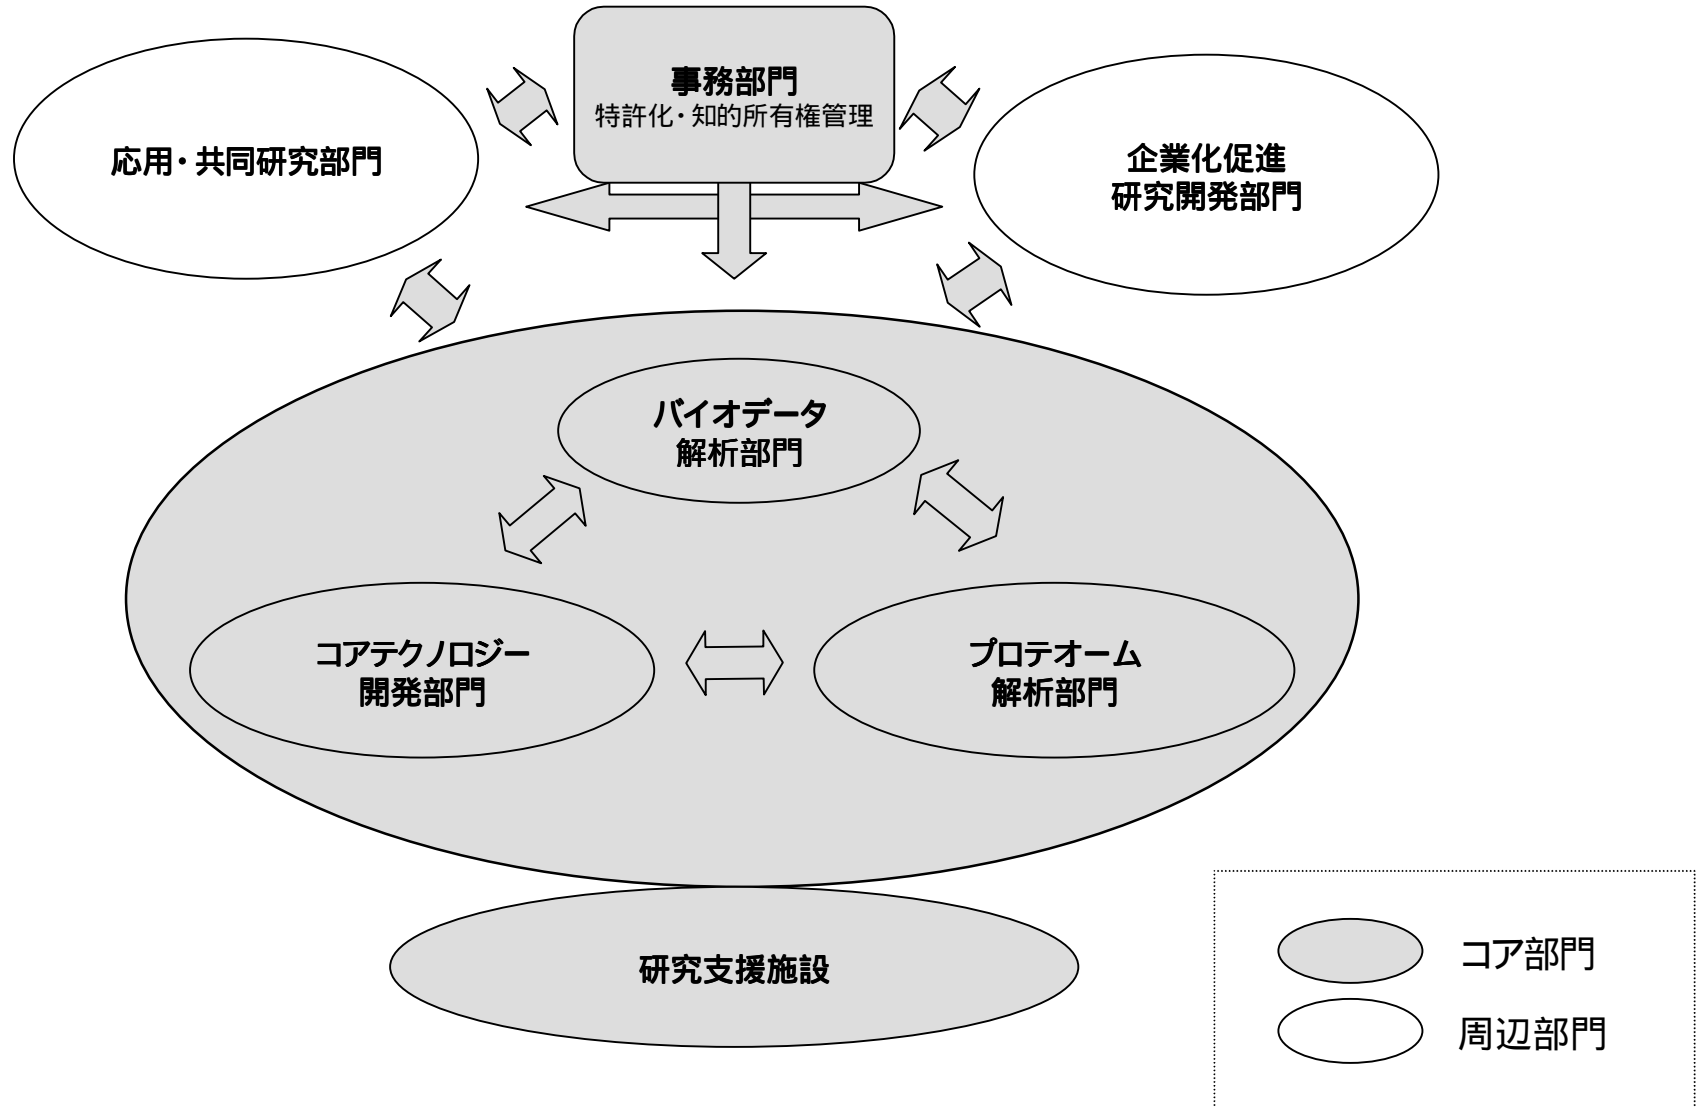 事務部門
特許化・知的所有権管理
応用・共同研究部門
企業化促進
研究開発部門
バイオデータ
解析部門
コアテクノロジー
開発部門
プロテオーム
解析部門
研究支援施設
コア部門
周辺部門